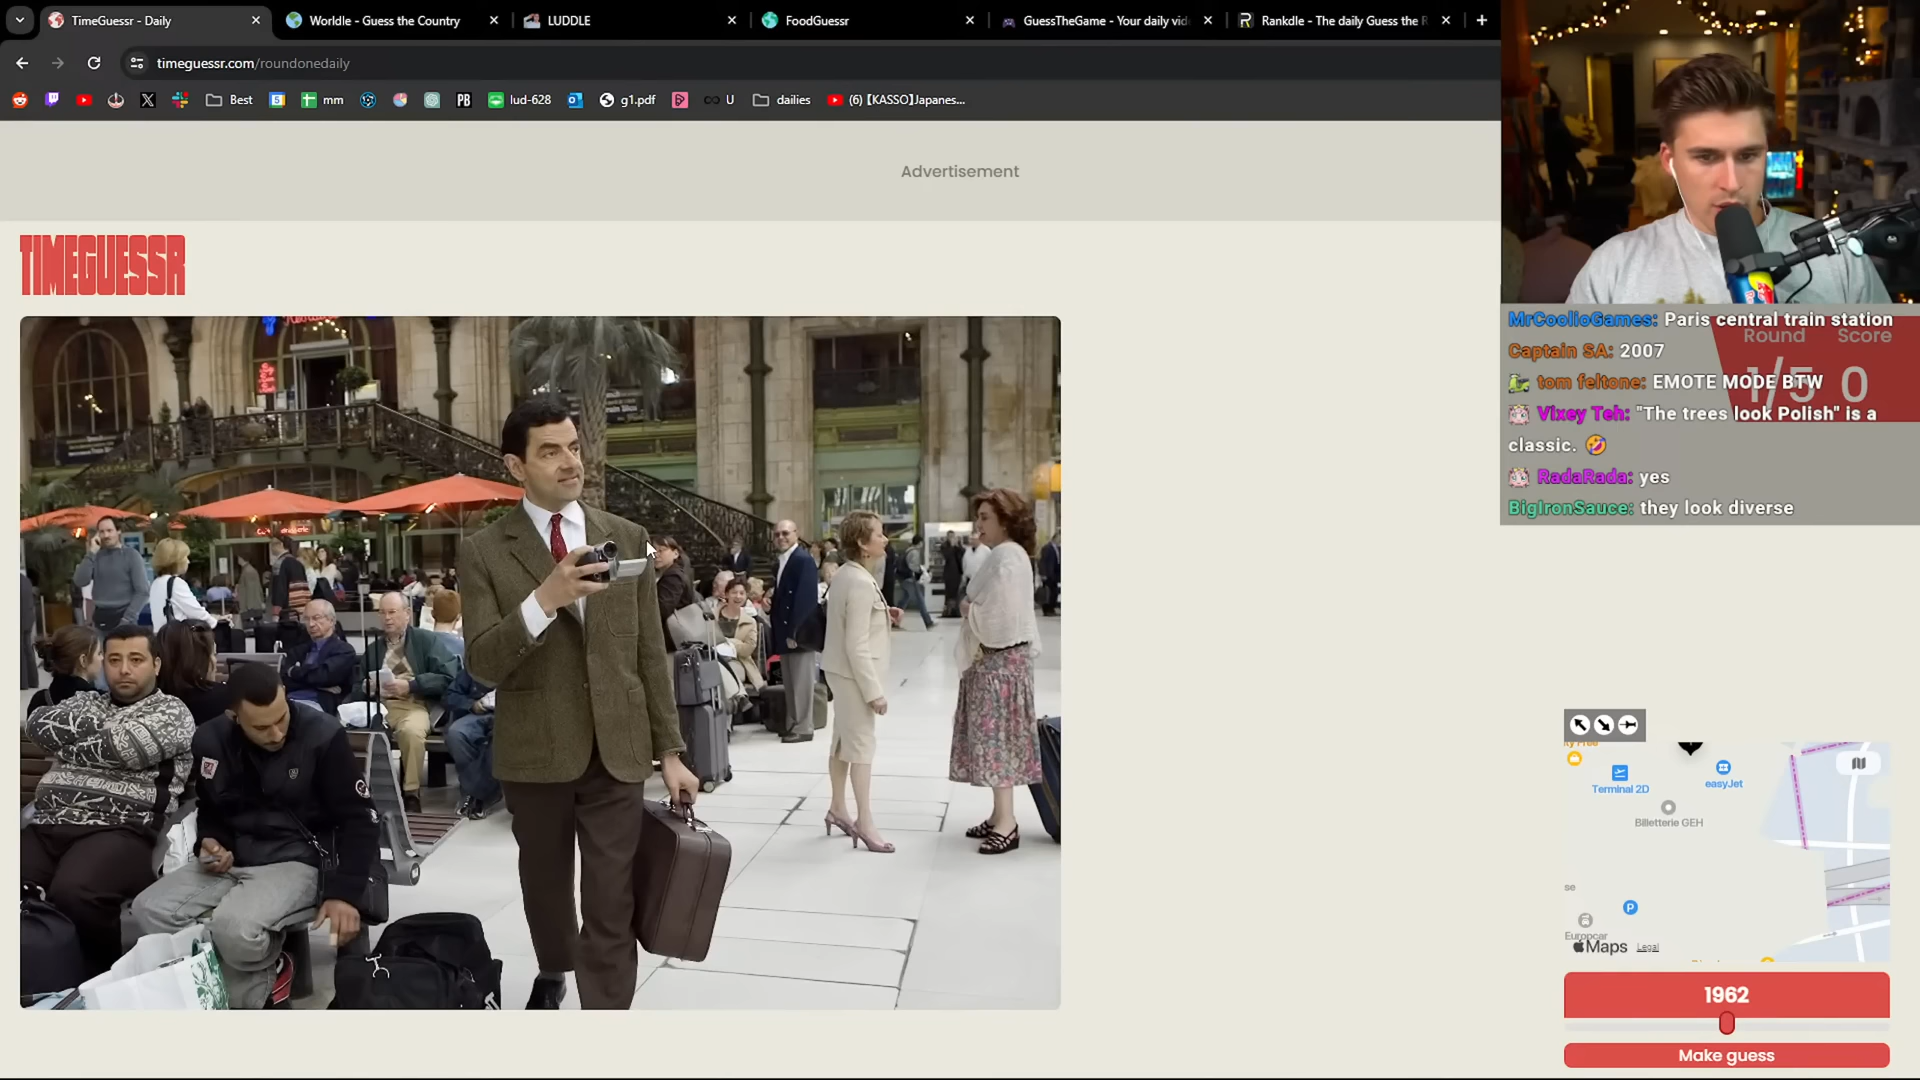 TimeGuessr - Daily
Worldle - Guess the Country
LUDDLE
FoodGuessr
GuessTheGame - Your daily vid
Rankdle - The daily Guess the R
timeguessr.com/roundonedaily
Best
mm
PB
lud-628
g1.pdf
U
dailies
(6) 【KASSO】Japanes...
Advertisement
TIMEGUESSR
MrCoolioGames: Paris central train station
Round
Score
Captain SA: 2007
1/5
0
tom feltone: EMOTE MODE BTW
Vixey Teh: "The trees look Polish" is a
classic. 🤣
RadaRada: yes
BigIronSauce: they look diverse
Terminal 2D
easyJet
Billetterie GEH
P
Europcar
Maps
Legal
1962
Make guess